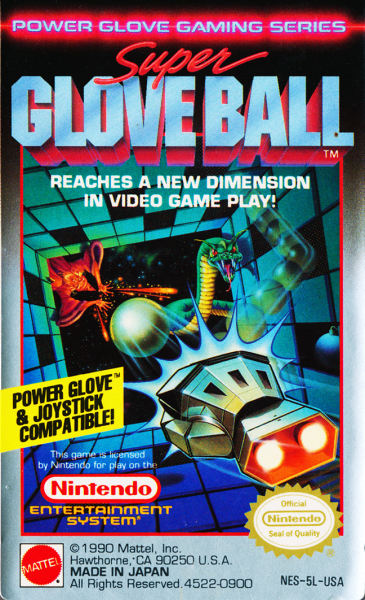 POWER GLOVE GAMING SERIES
Super
GLOVE BALL
TM
REACHES A NEW DIMENSION
IN VIDEO GAME PLAY!
POWER GLOVE™
& JOYSTICK
COMPATIBLE!
This game is licensed
by Nintendo for play on the
Nintendo
ENTERTAINMENT
SYSTEM®
Official
Nintendo
Seal of Quality
MATTEL
©1990 Mattel, Inc.
Hawthorne, CA 90250 U.S.A.
MADE IN JAPAN
All Rights Reserved. 4522-0900
NES-5L-USA